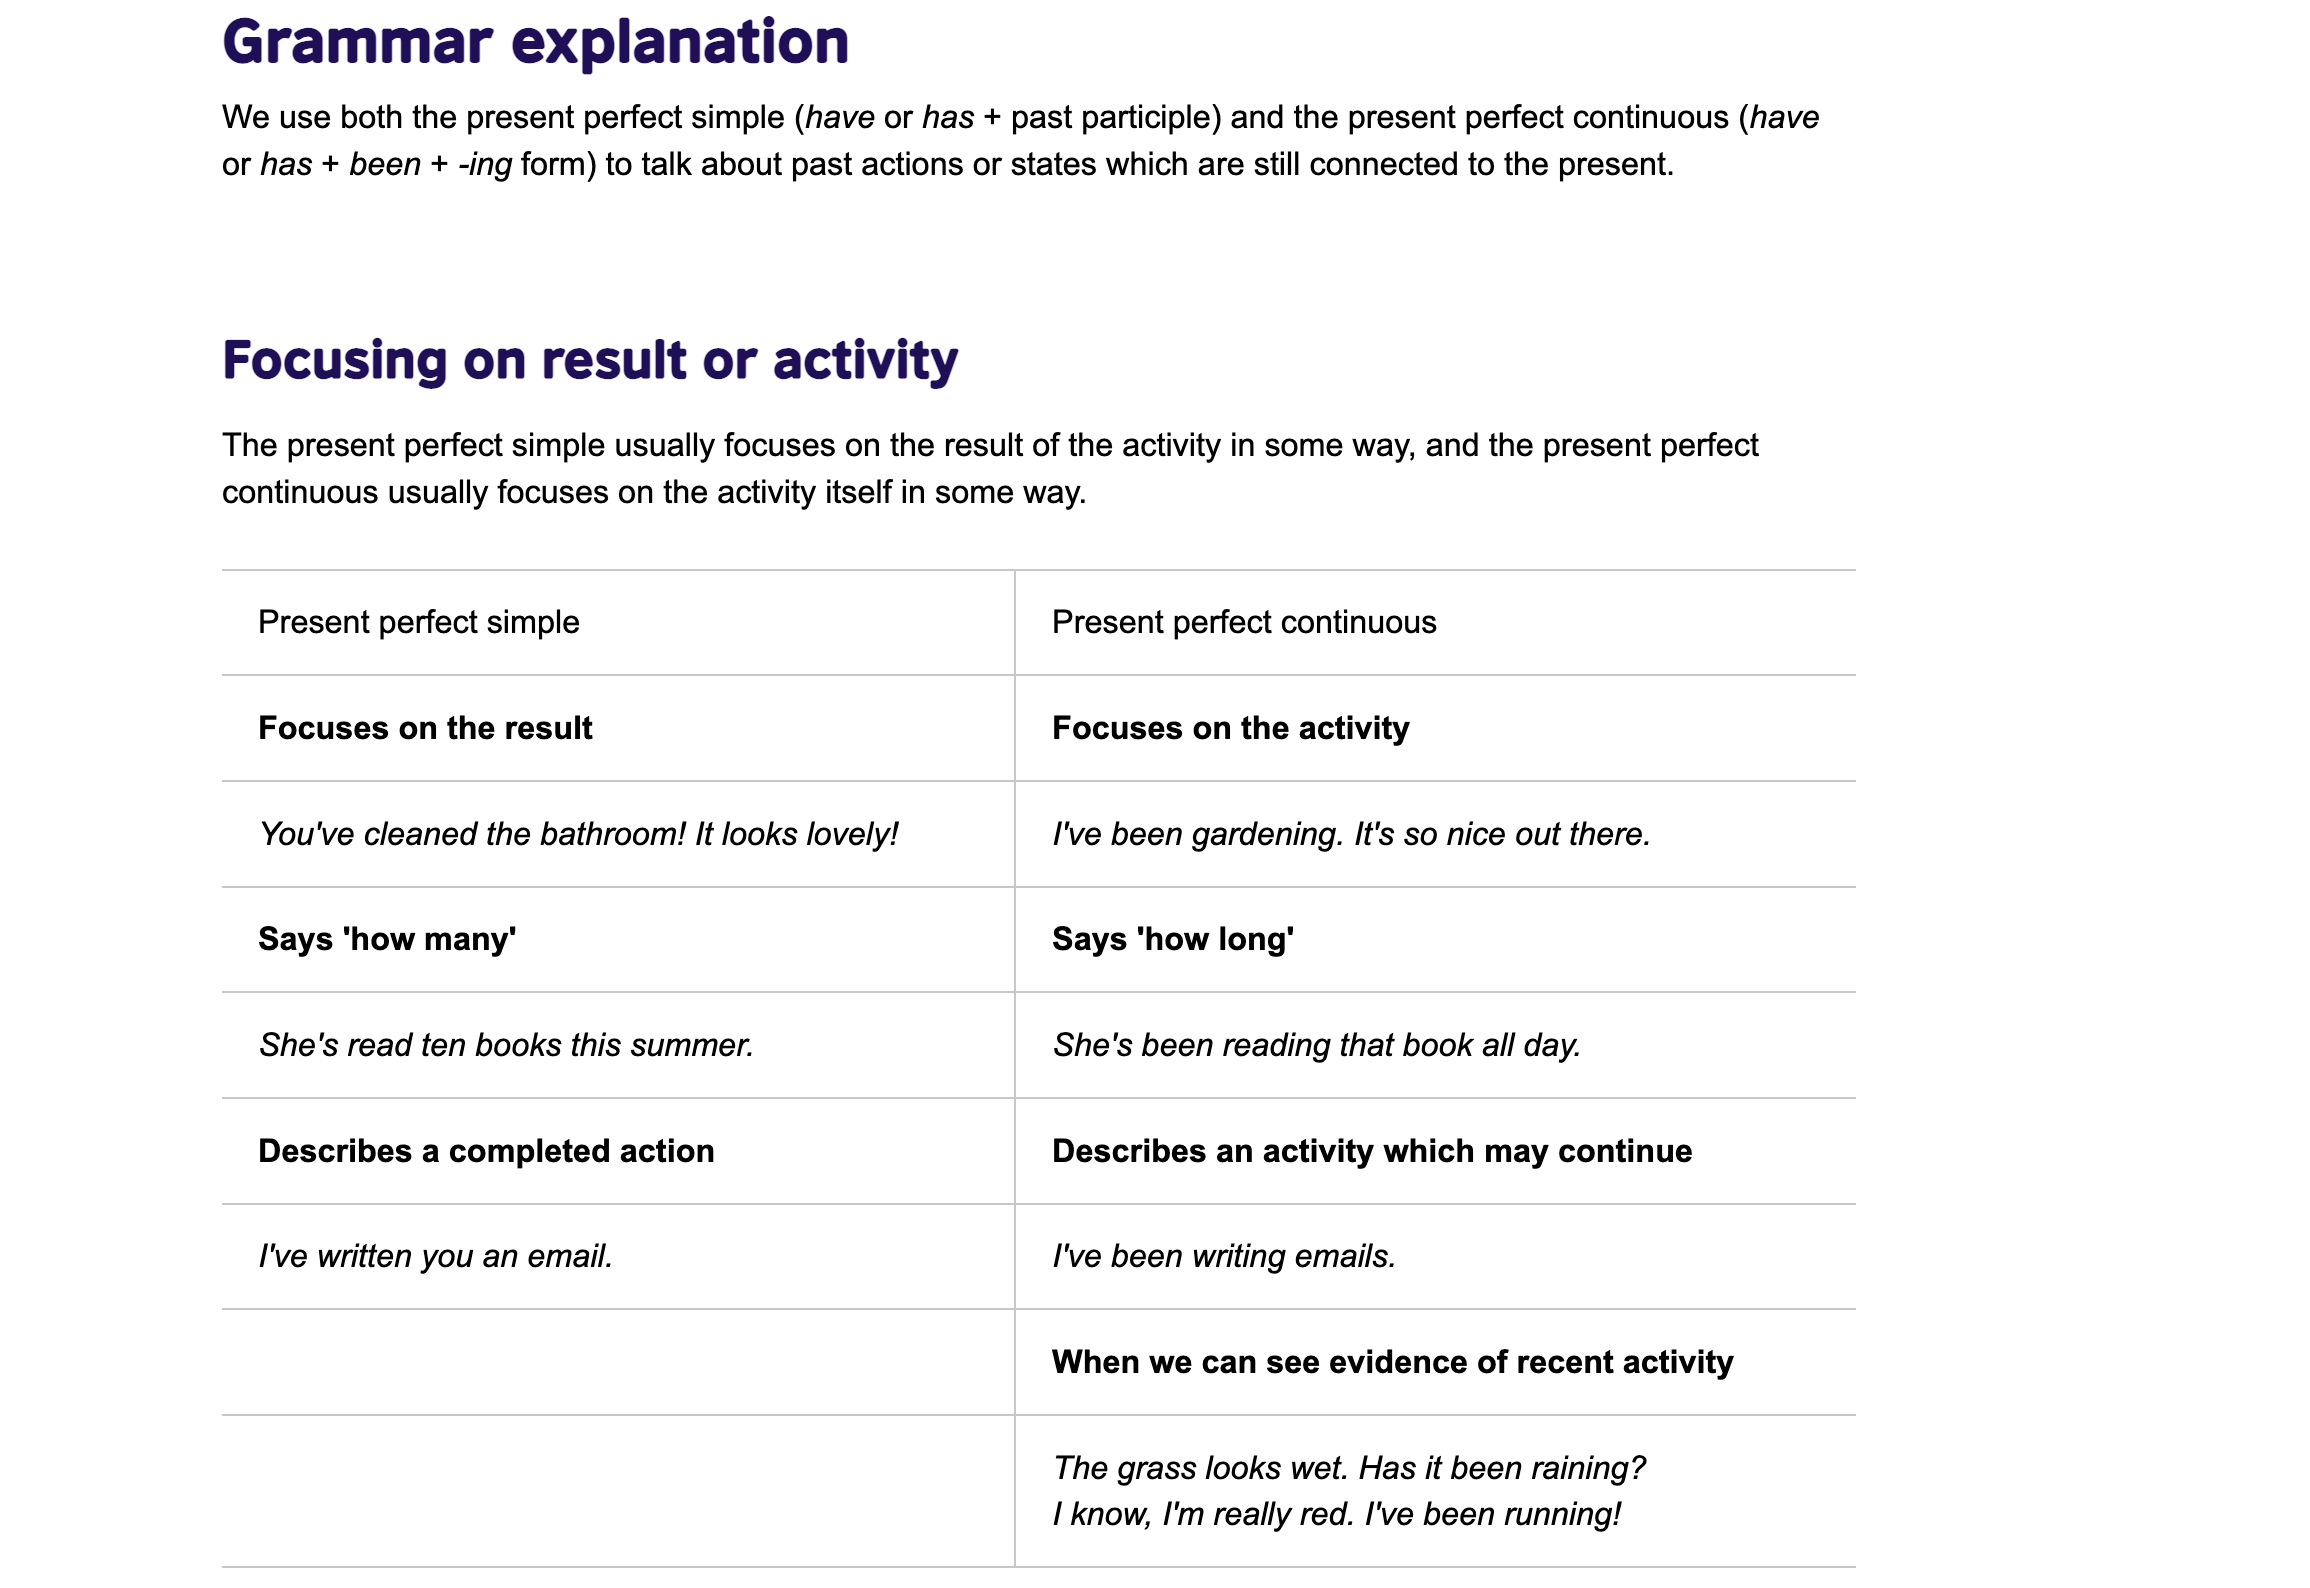 Grammar explanation
We use both the present perfect simple (have or has + past participle) and the present perfect continuous (have
or has + been + -ing form) to talk about past actions or states which are still connected to the present.
Focusing on result or activity
The present perfect simple usually focuses on the result of the activity in some way, and the present perfect
continuous usually focuses on the activity itself in some way.
Present perfect simple
Present perfect continuous
Focuses on the result
Focuses on the activity
You've cleaned the bathroom! It looks lovely!
I've been gardening. It's so nice out there.
Says 'how many'
Says 'how long'
She's read ten books this summer.
She's been reading that book all day.
Describes a completed action
Describes an activity which may continue
I've written you an email.
I've been writing emails.
When we can see evidence of recent activity
The grass looks wet. Has it been raining?
I know, I'm really red. I've been running!